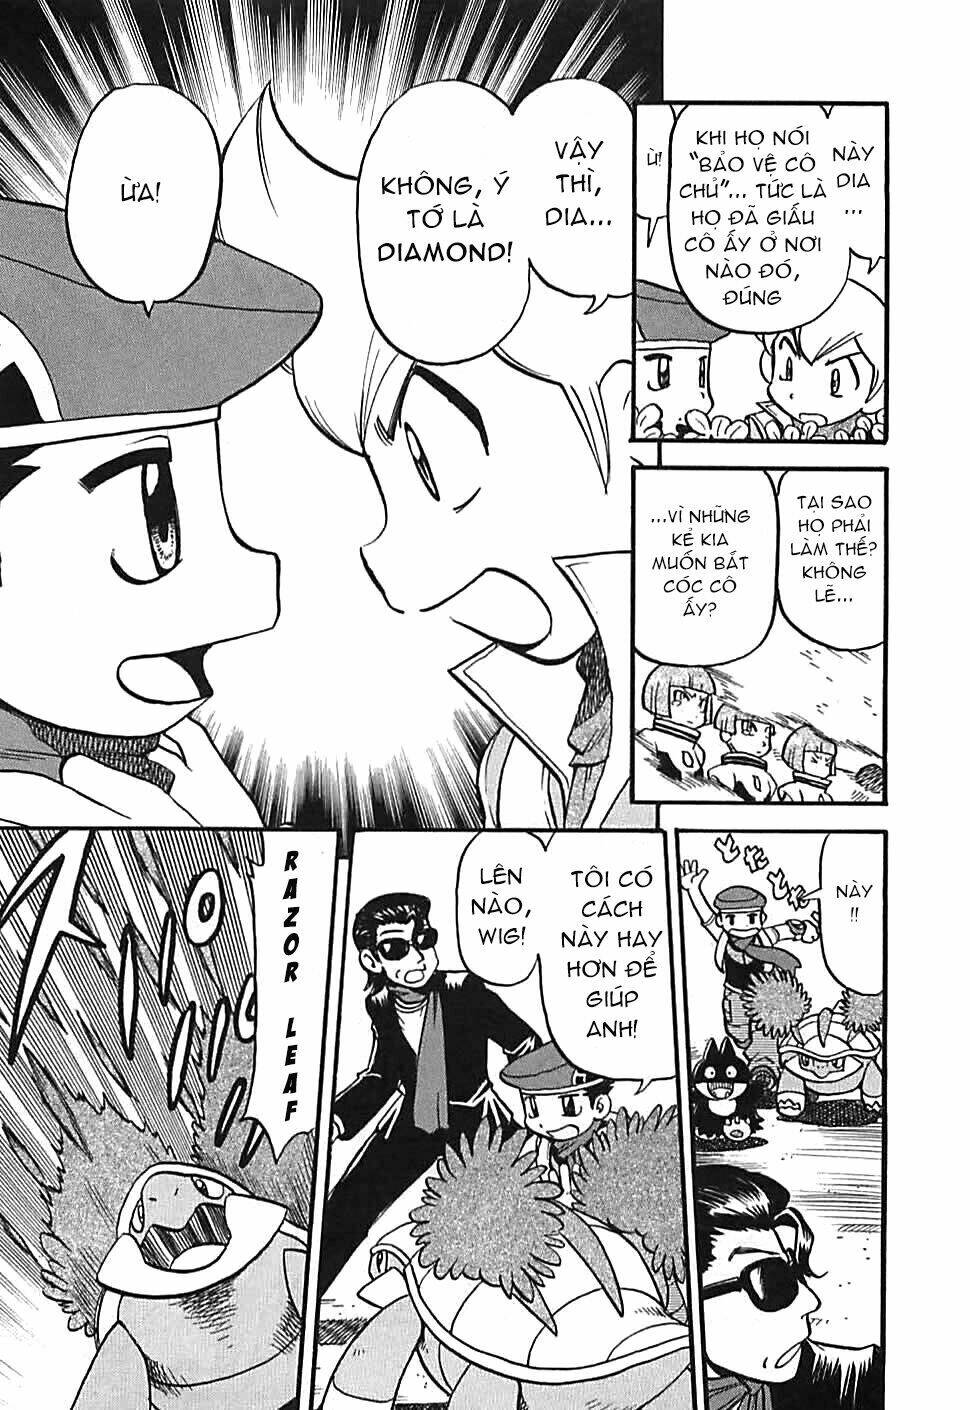 NÀY
DIA
...
KHI HỌ NÓI
"BẢO VỆ CÔ
CHỦ"... TỨC LÀ
HỌ ĐÃ GIẤU
CÔ ẤY Ở NƠI
NÀO ĐÓ,
ĐÚNG
Ừ!
TẠI SAO
HỌ PHẢI
LÀM THẾ?
KHÔNG
LẼ...
...VÌ NHỮNG
KẺ KIA
MUỐN BẮT
CÓC CÔ
ẤY?
VẬY
THÌ,
DIA...
KHÔNG, Ý
TỚ LÀ
DIAMOND!
ỪA!
NÀY
!!
TÔI CÓ
CÁCH
NÀY HAY
HƠN ĐỂ
GIÚP
ANH!
LÊN
NÀO,
WIG!
RAZOR LEAF